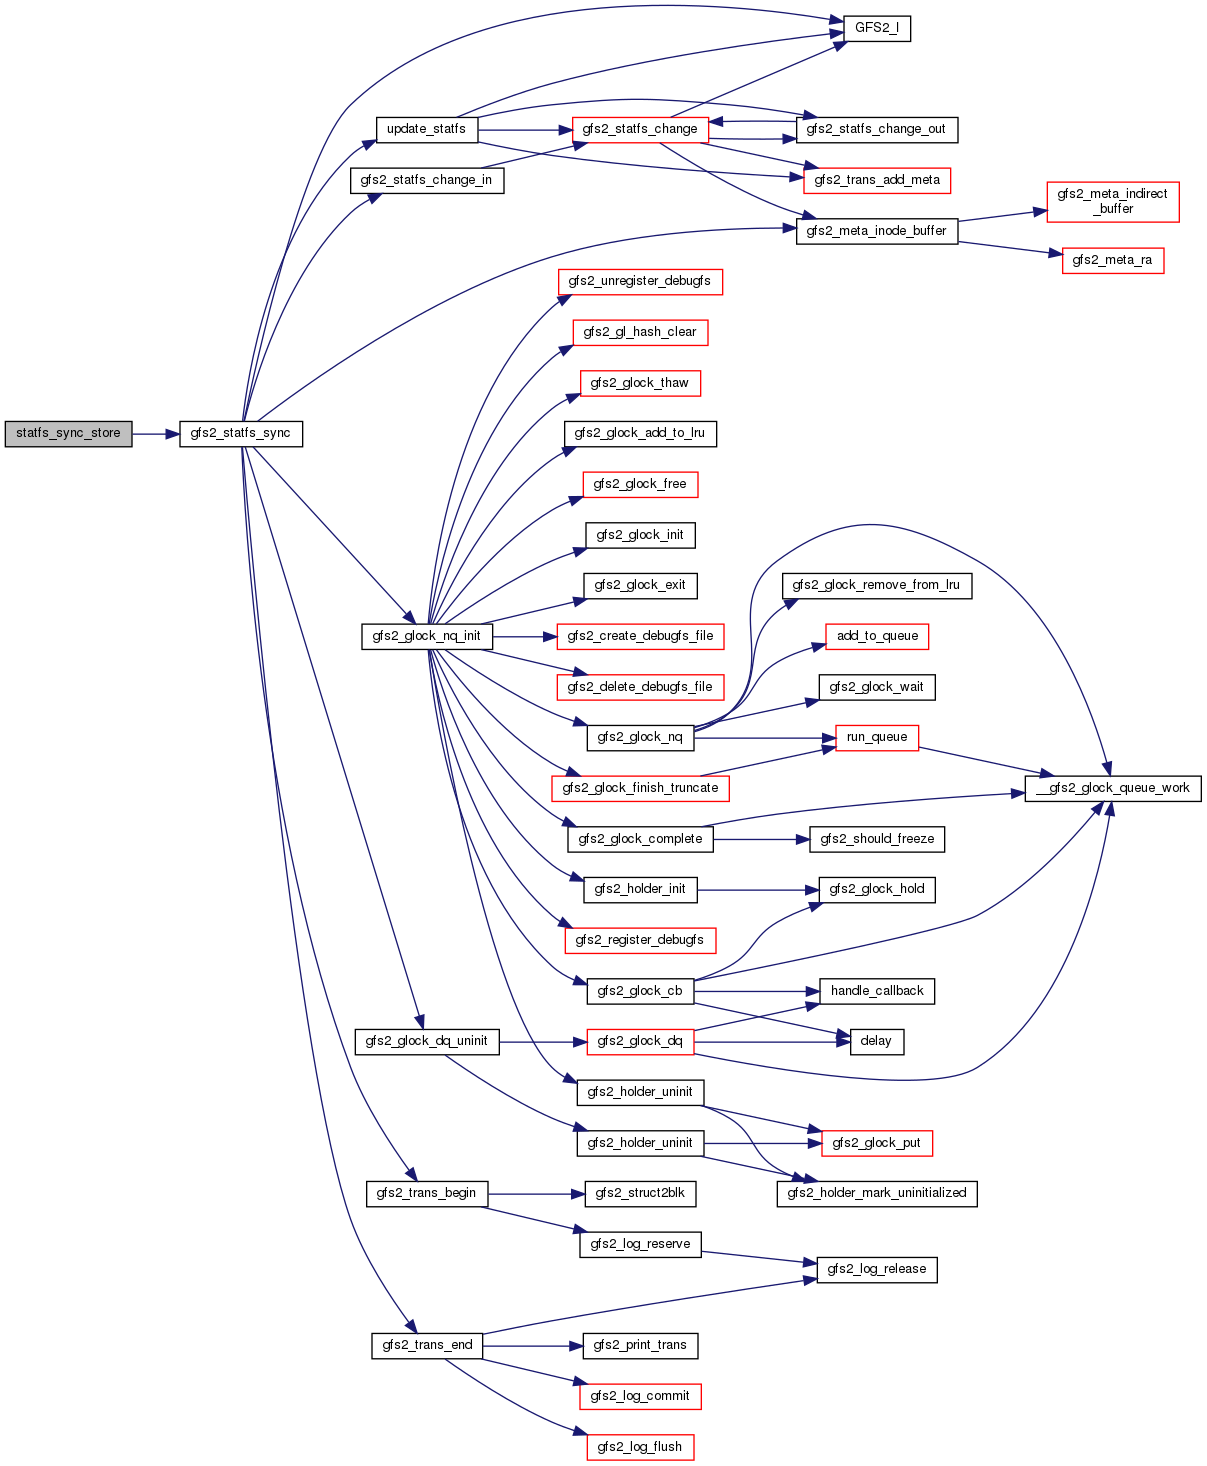 GFS2_I
update_statfs
gfs2_statfs_change
gfs2_statfs_change_out
gfs2_statfs_change_in
gfs2_trans_add_meta
gfs2_meta_indirect
_buffer
gfs2_meta_inode_buffer
gfs2_meta_ra
gfs2_unregister_debugfs
gfs2_gl_hash_clear
gfs2_glock_thaw
statfs_sync_store
gfs2_statfs_sync
gfs2_glock_add_to_lru
gfs2_glock_free
gfs2_glock_init
gfs2_glock_exit
gfs2_glock_remove_from_lru
gfs2_glock_nq_init
gfs2_create_debugfs_file
add_to_queue
gfs2_delete_debugfs_file
gfs2_glock_wait
gfs2_glock_nq
run_queue
gfs2_glock_finish_truncate
__gfs2_glock_queue_work
gfs2_glock_complete
gfs2_should_freeze
gfs2_holder_init
gfs2_glock_hold
gfs2_register_debugfs
gfs2_glock_cb
handle_callback
gfs2_glock_dq_uninit
gfs2_glock_dq
delay
gfs2_holder_uninit
gfs2_holder_uninit
gfs2_glock_put
gfs2_trans_begin
gfs2_struct2blk
gfs2_holder_mark_uninitialized
gfs2_log_reserve
gfs2_log_release
gfs2_trans_end
gfs2_print_trans
gfs2_log_commit
gfs2_log_flush